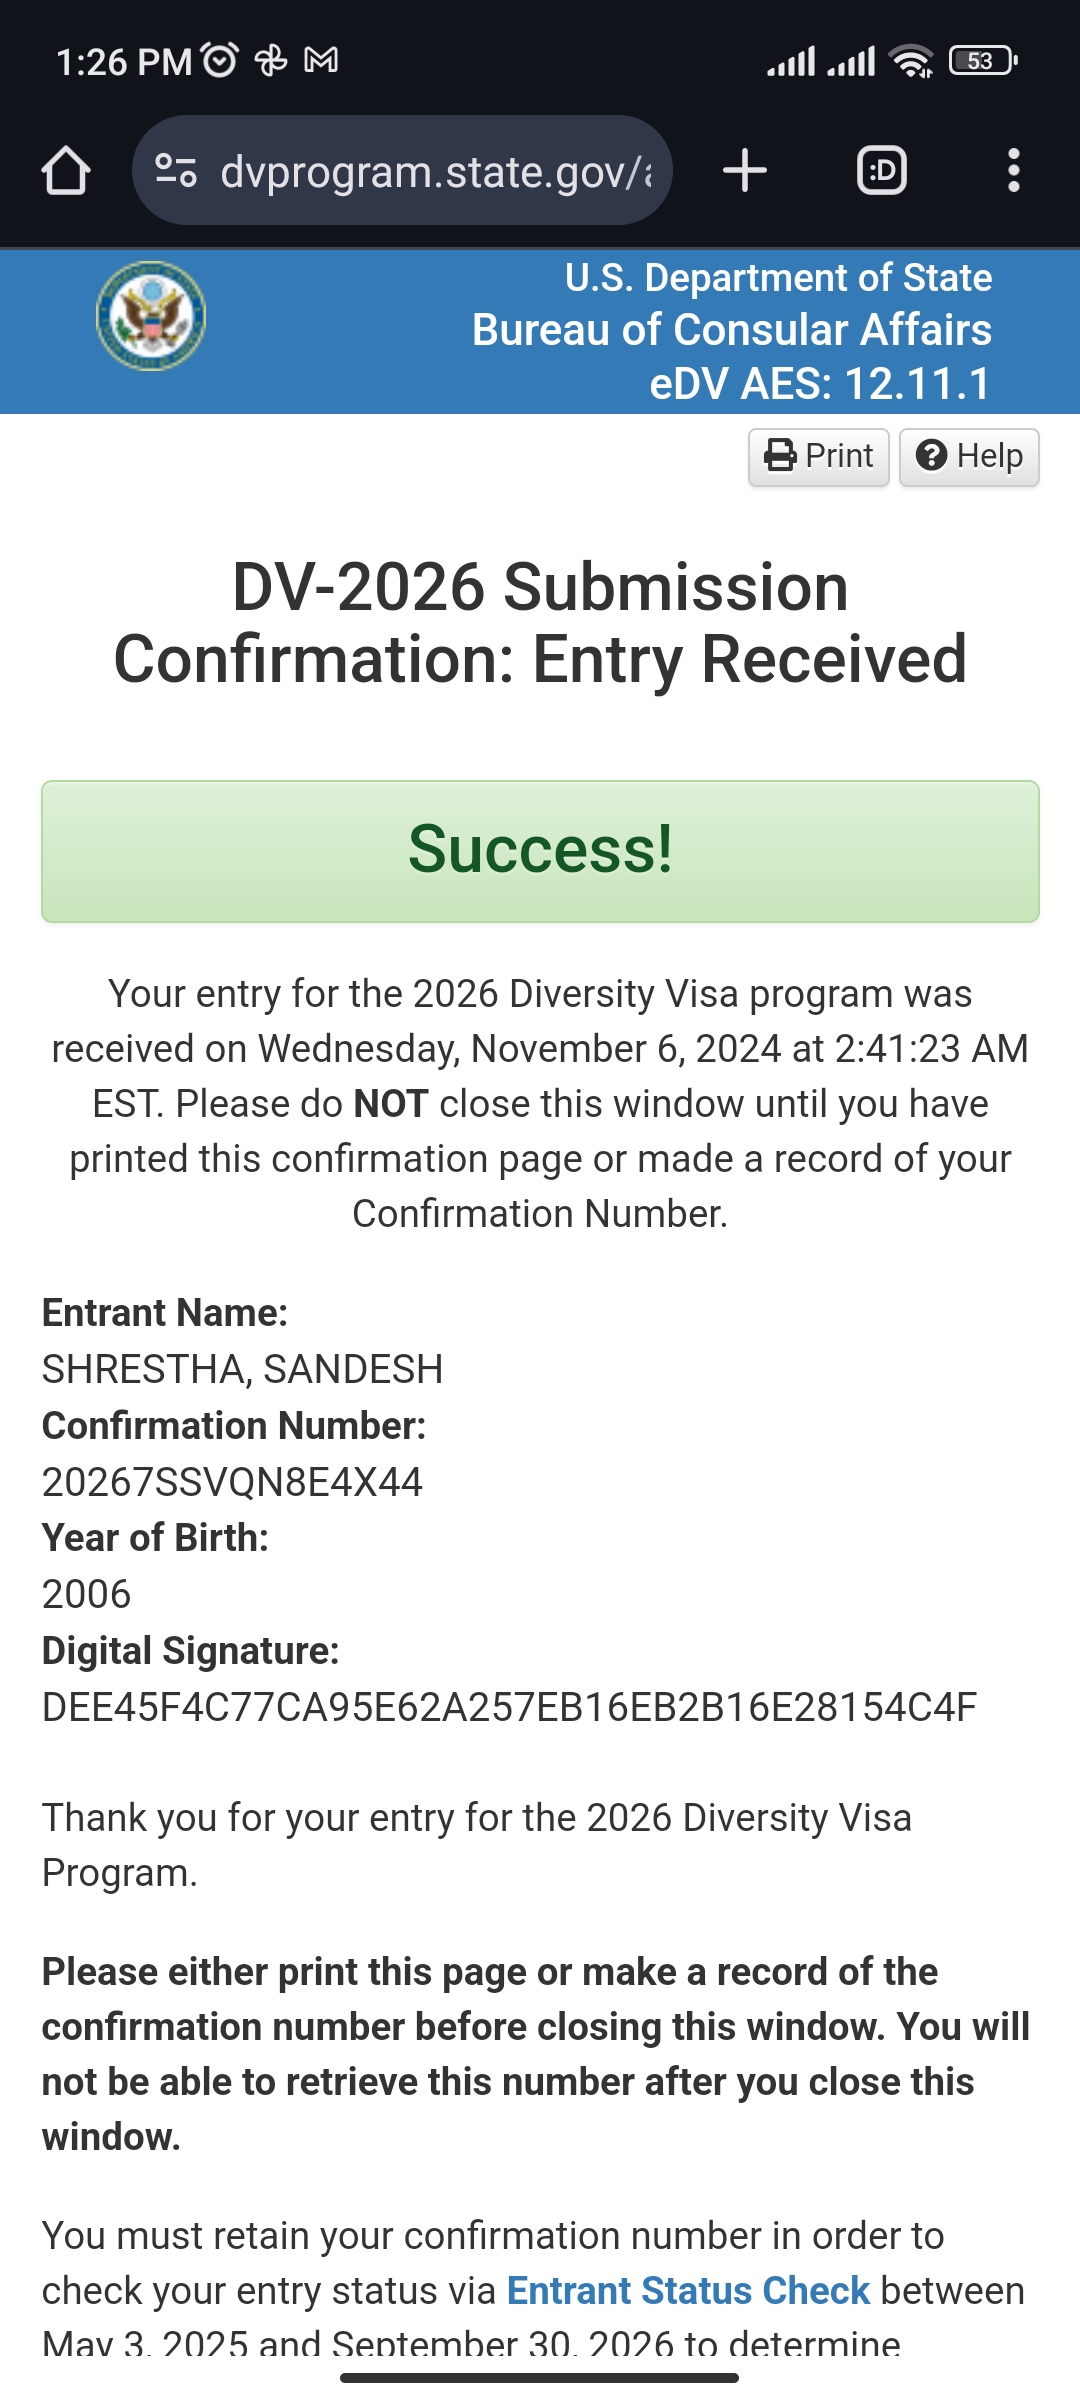 1:26 PM
53
dvprogram.state.gov/
:D
U.S. Department of State
Bureau of Consular Affairs
eDV AES: 12.11.1
Print
Help
DV-2026 Submission
Confirmation: Entry Received
Success!
Your entry for the 2026 Diversity Visa program was
received on Wednesday, November 6, 2024 at 2:41:23 AM
EST. Please do NOT close this window until you have
printed this confirmation page or made a record of your
Confirmation Number.
Entrant Name:
SHRESTHA, SANDESH
Confirmation Number:
20267SSVQN8E4X44
Year of Birth:
2006
Digital Signature:
DEE45F4C77CA95E62A257EB16EB2B16E28154C4F
Thank you for your entry for the 2026 Diversity Visa
Program.
Please either print this page or make a record of the
confirmation number before closing this window. You will
not be able to retrieve this number after you close this
window.
You must retain your confirmation number in order to
check your entry status via Entrant Status Check between
May 3, 2025 and September 30, 2026 to determine